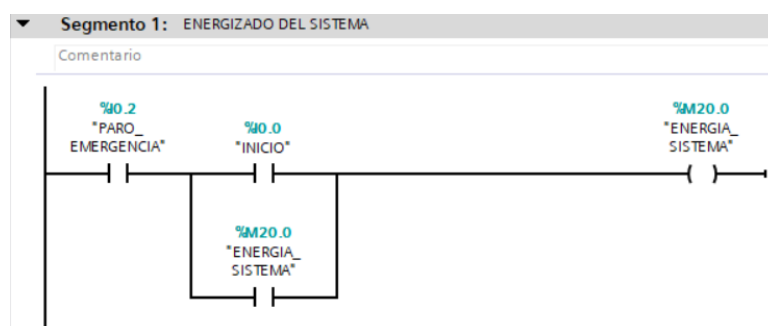 Segmento 1: ENERGIZADO DEL SISTEMA
Comentario
%I0.2
"PARO_
EMERGENCIA"
%I0.0
"INICIO"
%M20.0
"ENERGIA_
SISTEMA"
%M20.0
"ENERGIA_
SISTEMA"